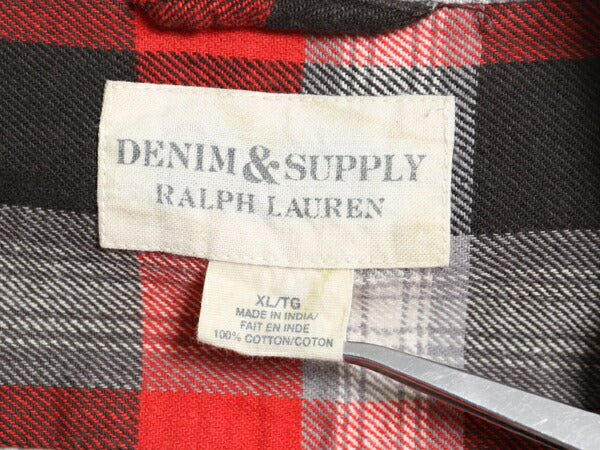 DENIM & SUPPLY
RALPH LAUREN
XL/TG
MADE IN INDIA/
FAIT EN INDE
100% COTTON/COTON